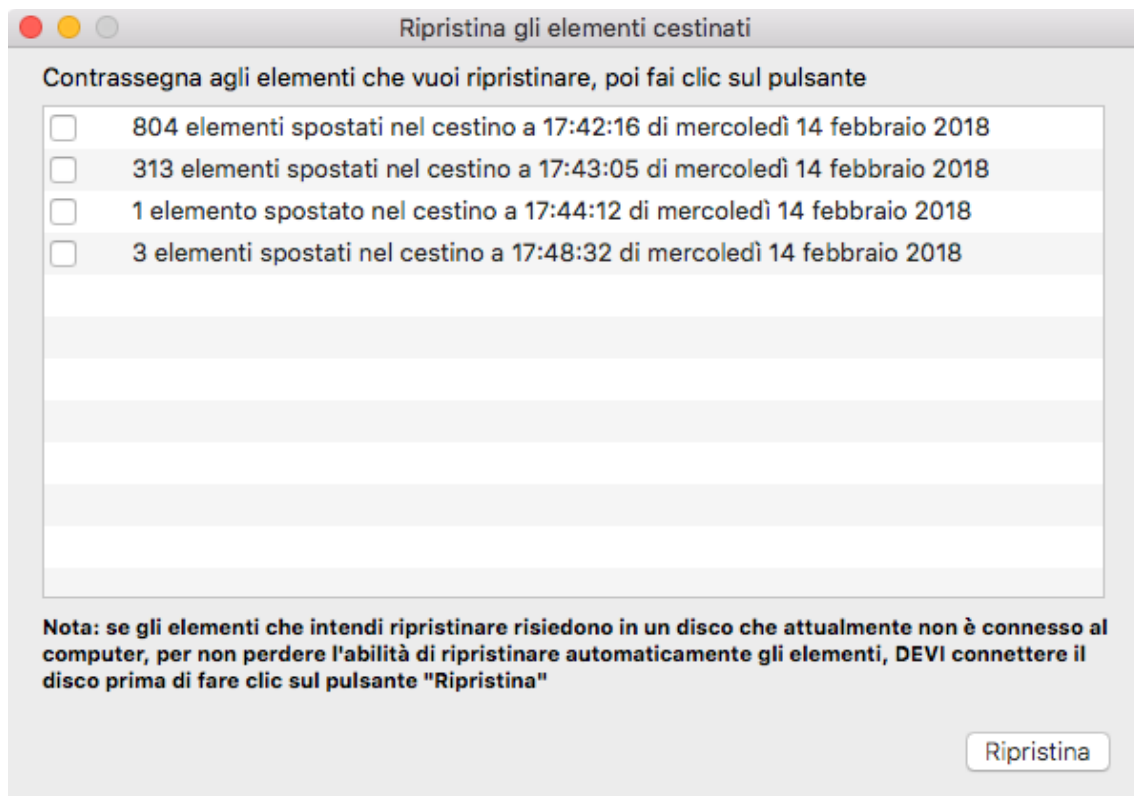 Ripristina gli elementi cestinati
Contrassegna agli elementi che vuoi ripristinare, poi fai clic sul pulsante
804 elementi spostati nel cestino a 17:42:16 di mercoledì 14 febbraio 2018
313 elementi spostati nel cestino a 17:43:05 di mercoledì 14 febbraio 2018
1 elemento spostato nel cestino a 17:44:12 di mercoledì 14 febbraio 2018
3 elementi spostati nel cestino a 17:48:32 di mercoledì 14 febbraio 2018
Nota: se gli elementi che intendi ripristinare risiedono in un disco che attualmente non è connesso al
computer, per non perdere l'abilità di ripristinare automaticamente gli elementi, DEVI connettere il
disco prima di fare clic sul pulsante "Ripristina"
Ripristina